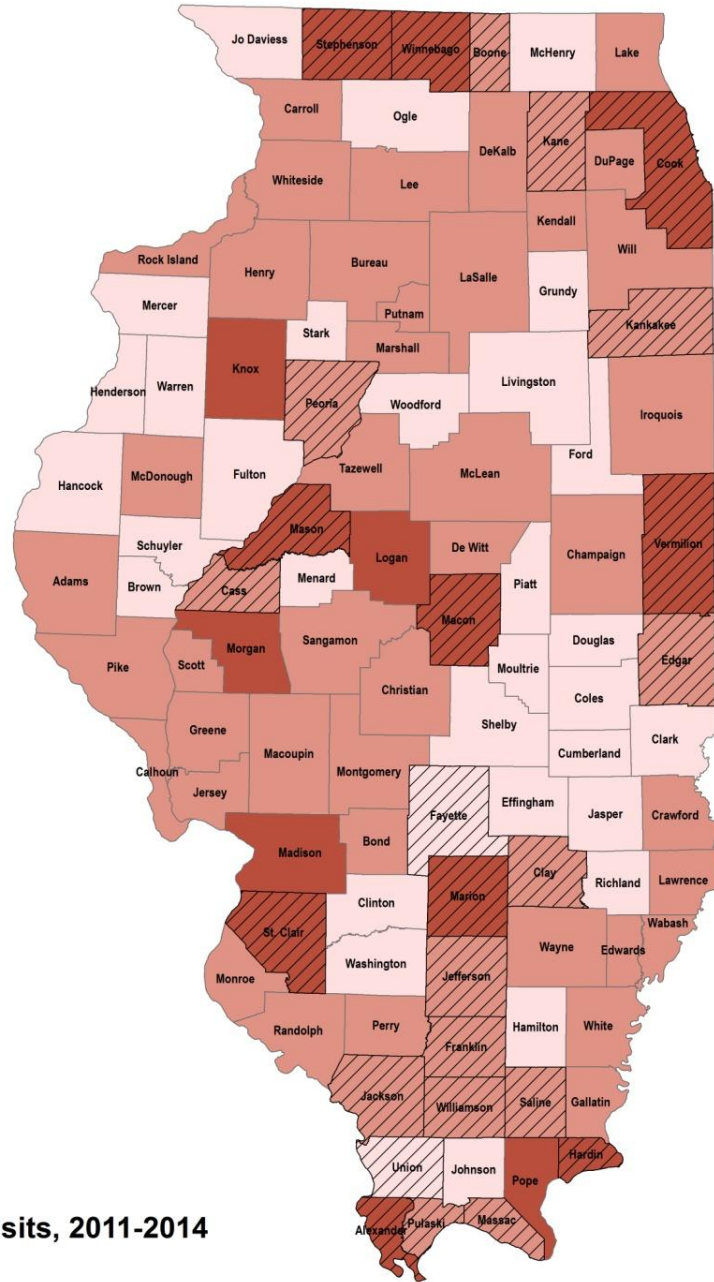 Jo Daviess
Stephenson
Winnebago
Boone
McHenry
Lake
Carroll
Ogle
DeKalb
Kane
Cook
DuPage
Whiteside
Lee
Kendall
Will
Rock Island
Henry
Bureau
LaSalle
Grundy
Mercer
Putnam
Kankakee
Stark
Marshall
Knox
Henderson
Warren
Peoria
Woodford
Livingston
Iroquois
Ford
Hancock
McDonough
Fulton
Tazewell
McLean
Mason
Schuyler
Logan
De Witt
Champaign
Vermilion
Adams
Brown
Cass
Menard
Piatt
Macon
Morgan
Sangamon
Douglas
Edgar
Pike
Scott
Christian
Moultrie
Coles
Greene
Macoupin
Shelby
Clark
Cumberland
Calhoun
Jersey
Montgomery
Fayette
Effingham
Jasper
Crawford
Madison
Bond
Clay
Richland
Lawrence
Clinton
Marion
Wabash
St. Clair
Wayne
Edwards
Washington
Jefferson
Monroe
Randolph
Perry
Hamilton
White
Franklin
Jackson
Williamson
Saline
Gallatin
Union
Johnson
Pope
Hardin
Alexander
Pulaski
Massac
sits, 2011-2014